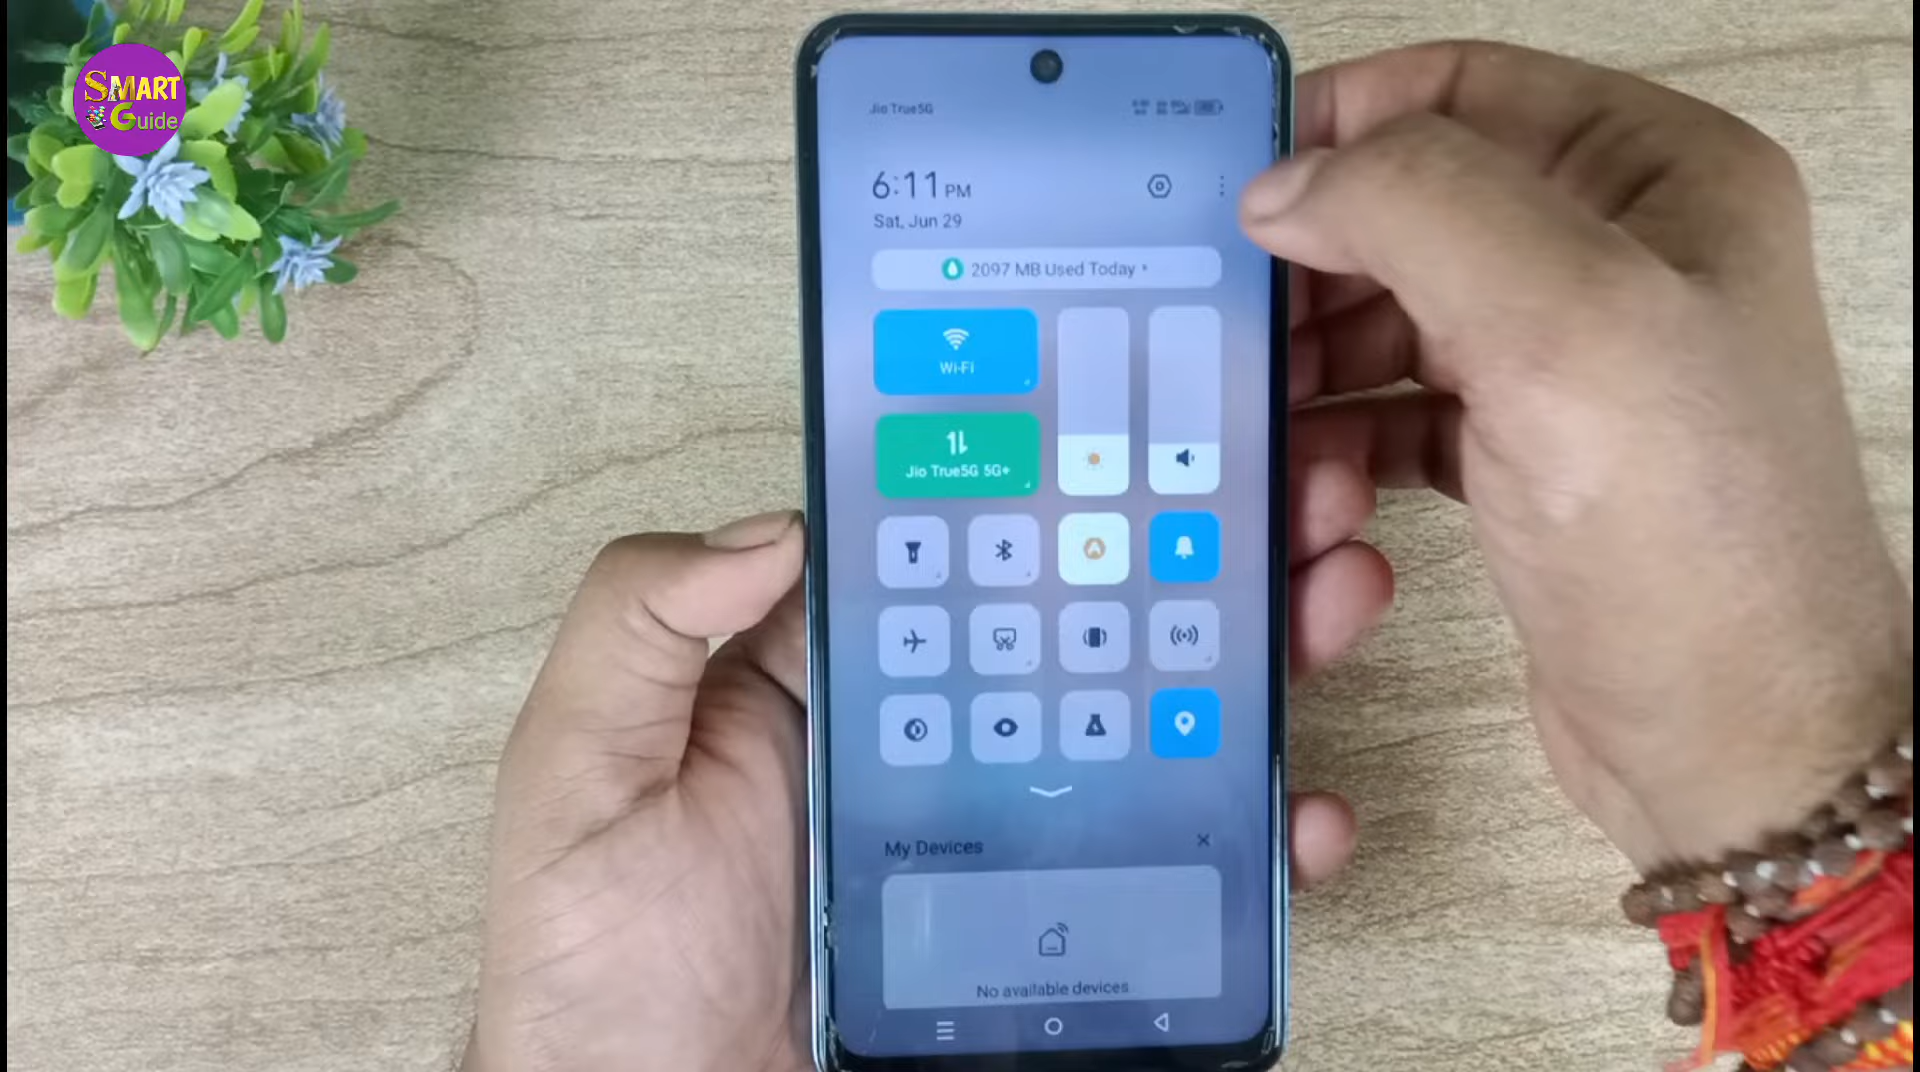 SMART
Guide
Jio True5G
6:11 PM
Sat, Jun 29
2097 MB Used Today
Wi-Fi
Jio True5G 5G+
My Devices
No available devices